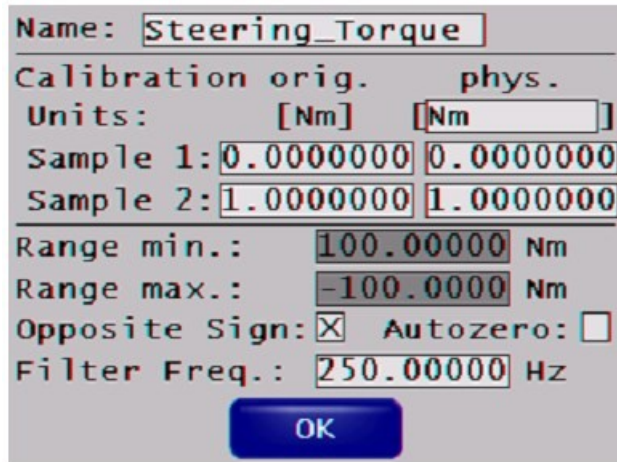 Name: Steering_Torque
Calibration orig. phys.
Units: [Nm] [Nm]
Sample 1: 0.0000000 0.0000000
Sample 2: 1.0000000 1.0000000
Range min.: 100.00000 Nm
Range max.: -100.0000 Nm
Opposite Sign: X Autozero:
Filter Freq.: 250.00000 Hz
OK